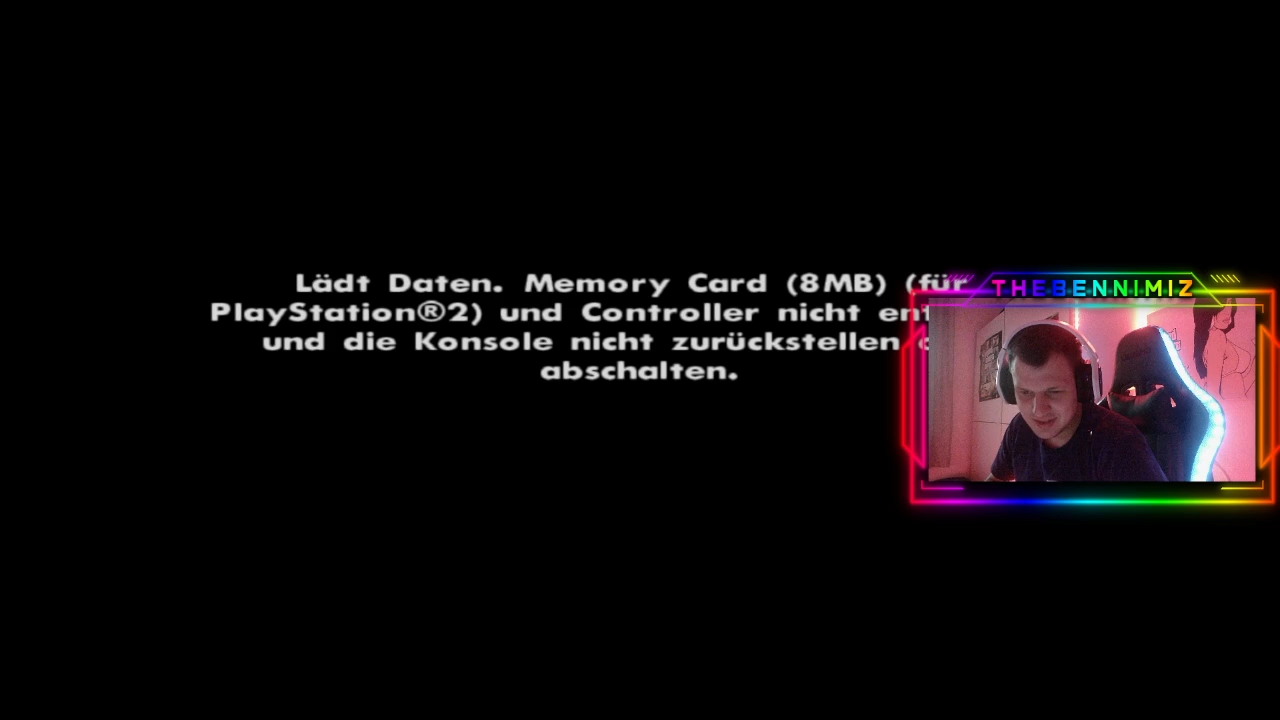 Lädt Daten. Memory Card (8MB) (für
PlayStation®2) und Controller nicht
und die Konsole nicht zurückstellen
abschalten.
THEBENNIMIZ